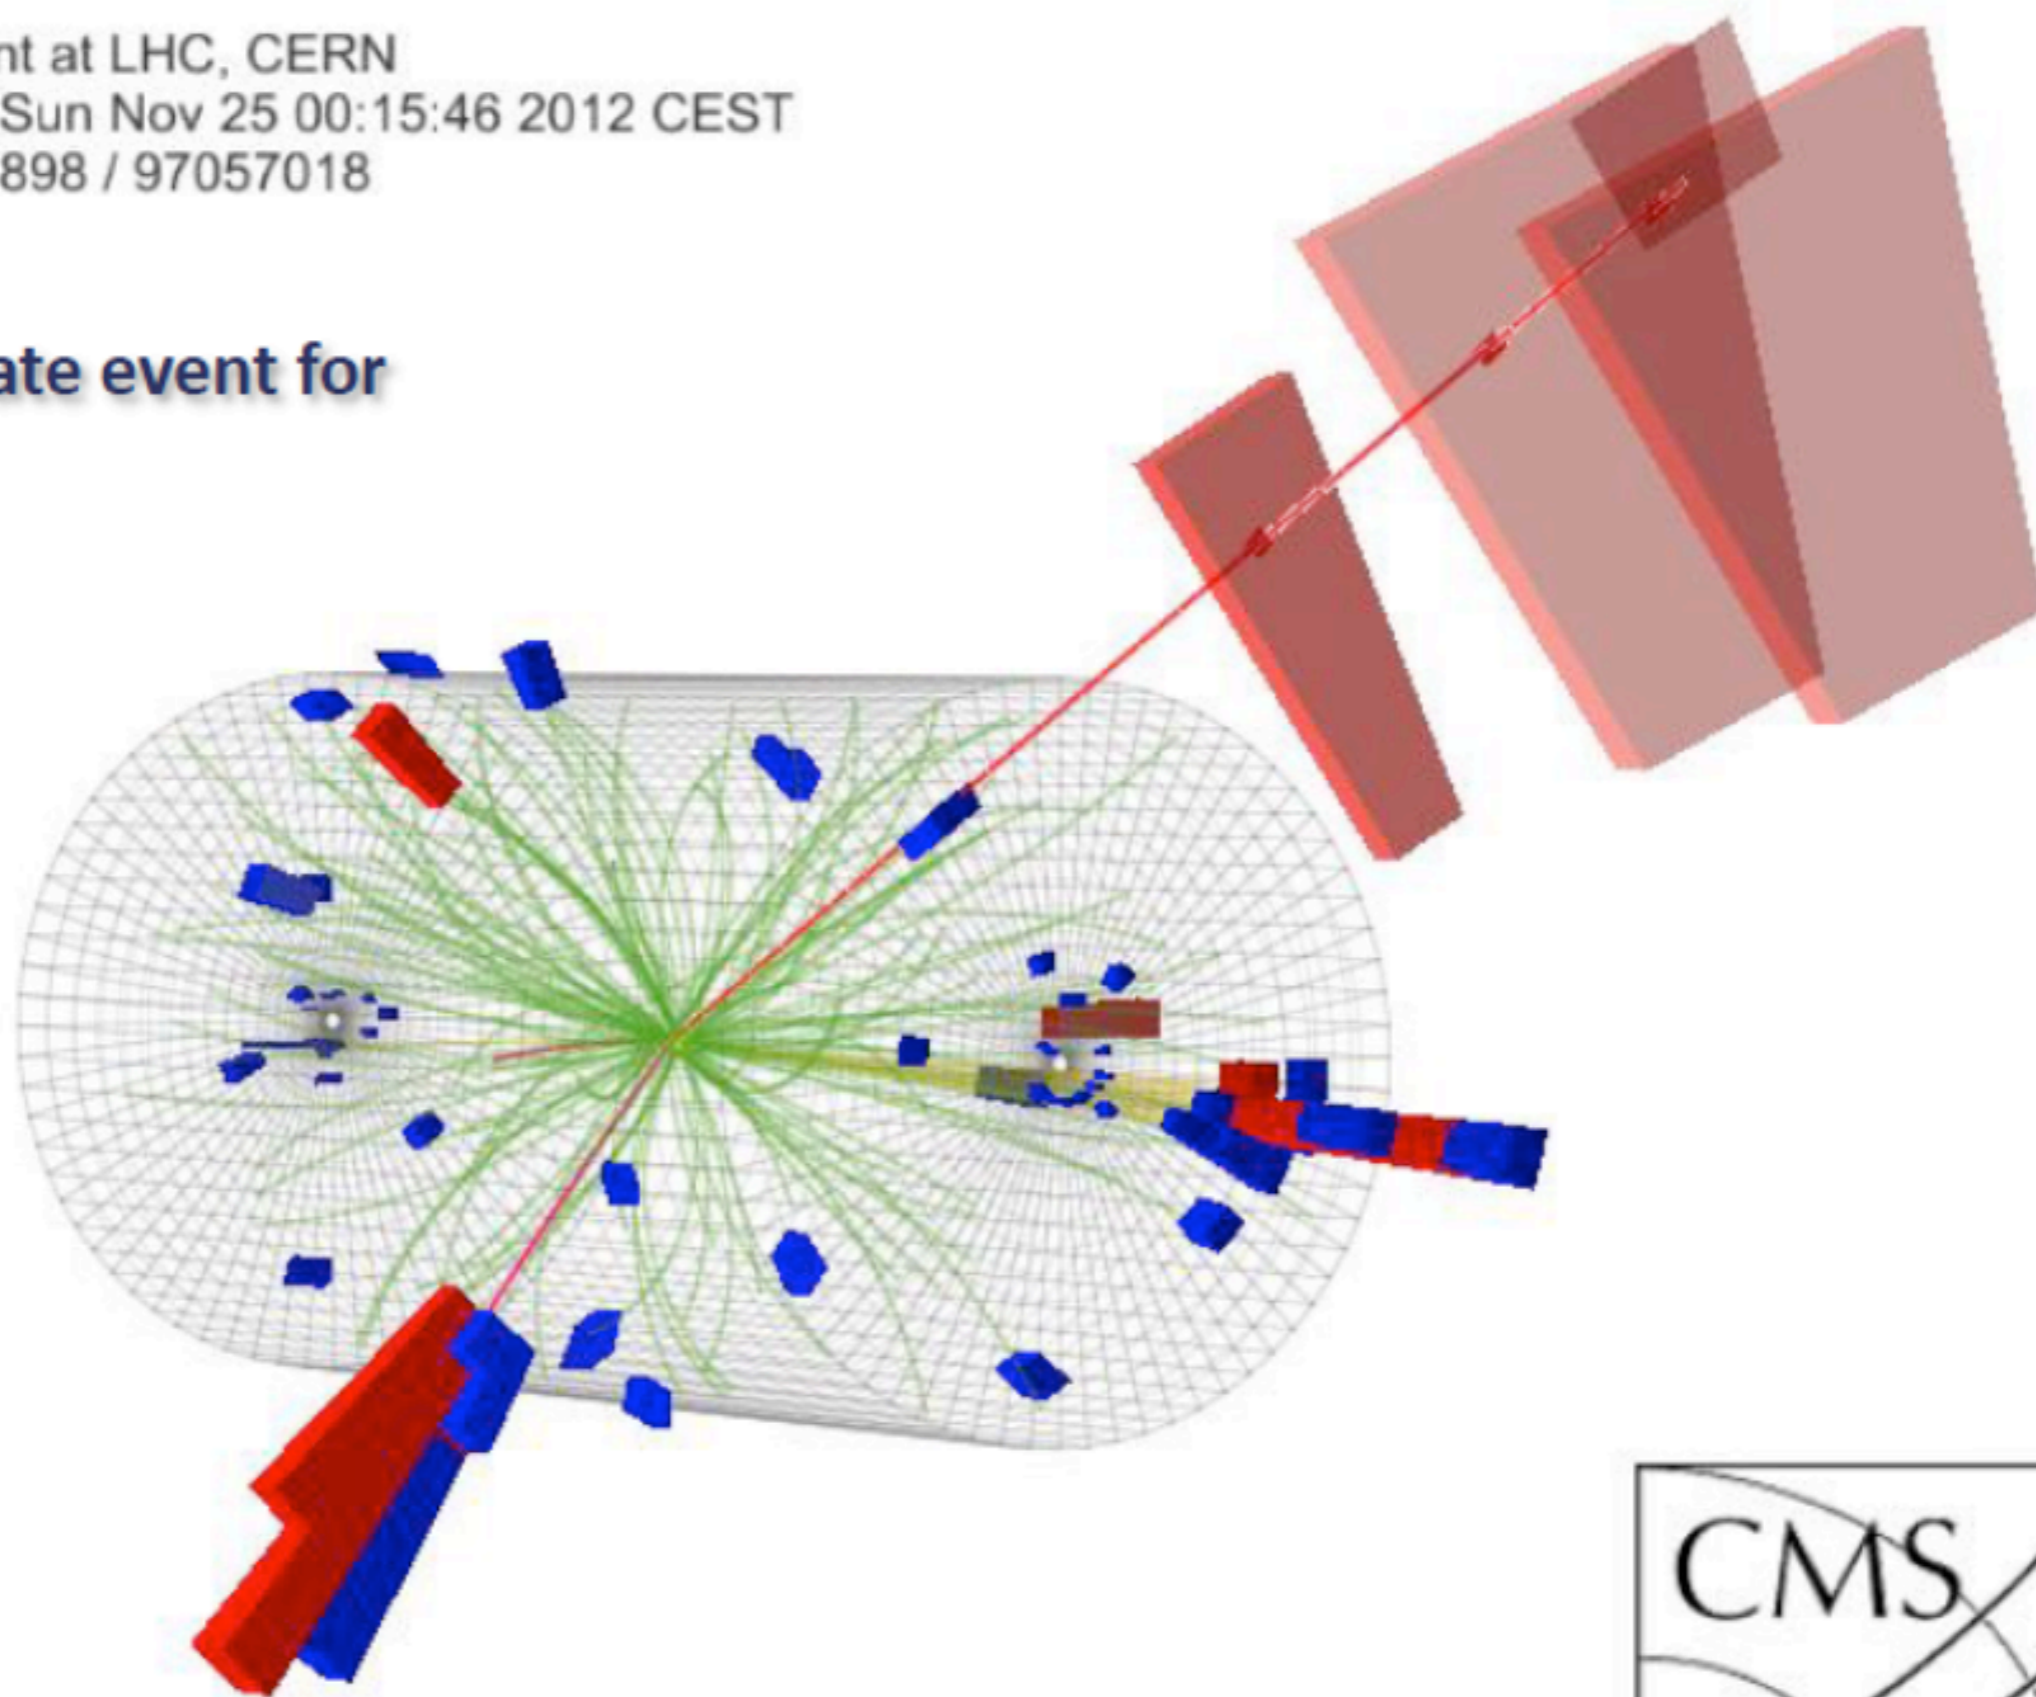 nt at LHC, CERN
Sun Nov 25 00:15:46 2012 CEST
898 / 97057018
ate event for
CMS